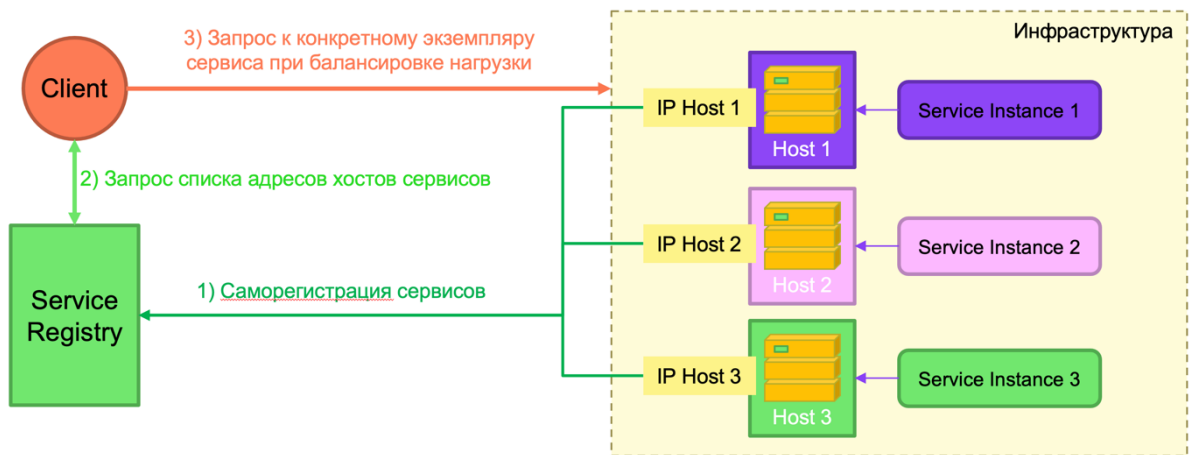 Инфраструктура
3) Запрос к конкретному экземпляру
сервиса при балансировке нагрузки
Client
IP Host 1
Host 1
Service Instance 1
2) Запрос списка адресов хостов сервисов
IP Host 2
Host 2
Service Instance 2
1) Саморегистрация сервисов
Service
Registry
IP Host 3
Host 3
Service Instance 3